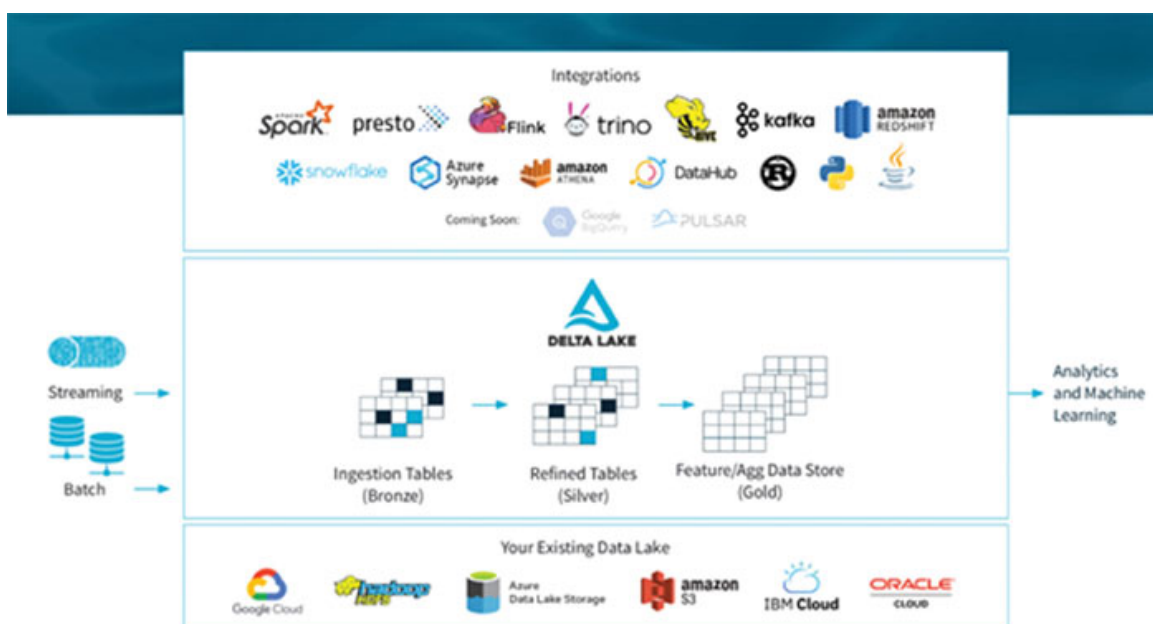 Integrations
APACHE Spark presto Flink trino HIVE kafka amazon REDSHIFT
snowflake Azure Synapse amazon ATHENA DataHub R Java
Coming Soon: Google BigQuery PULSAR
DELTA LAKE
Streaming
Batch
Ingestion Tables
(Bronze)
Refined Tables
(Silver)
Feature/Agg Data Store
(Gold)
Analytics
and Machine
Learning
Your Existing Data Lake
Google Cloud hadoop Azure Data Lake Storage amazon S3 IBM Cloud ORACLE CLOUD